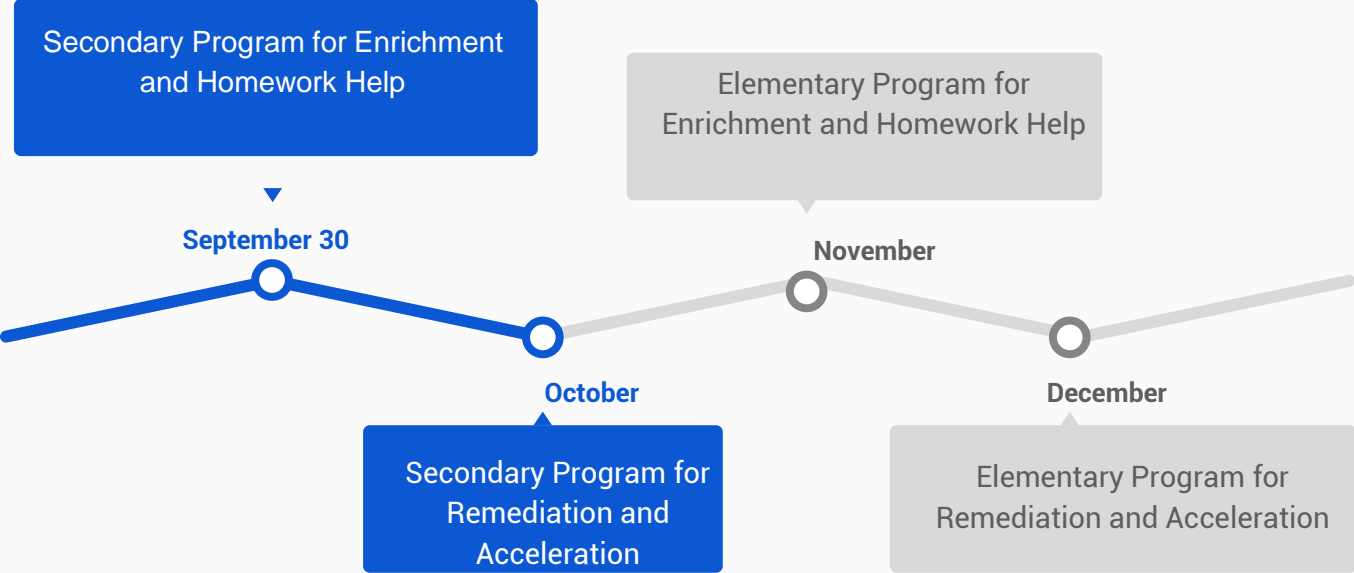 Secondary Program for Enrichment
and Homework Help
Elementary Program for
Enrichment and Homework Help
September 30
November
October
December
Secondary Program for
Remediation and
Acceleration
Elementary Program for
Remediation and Acceleration